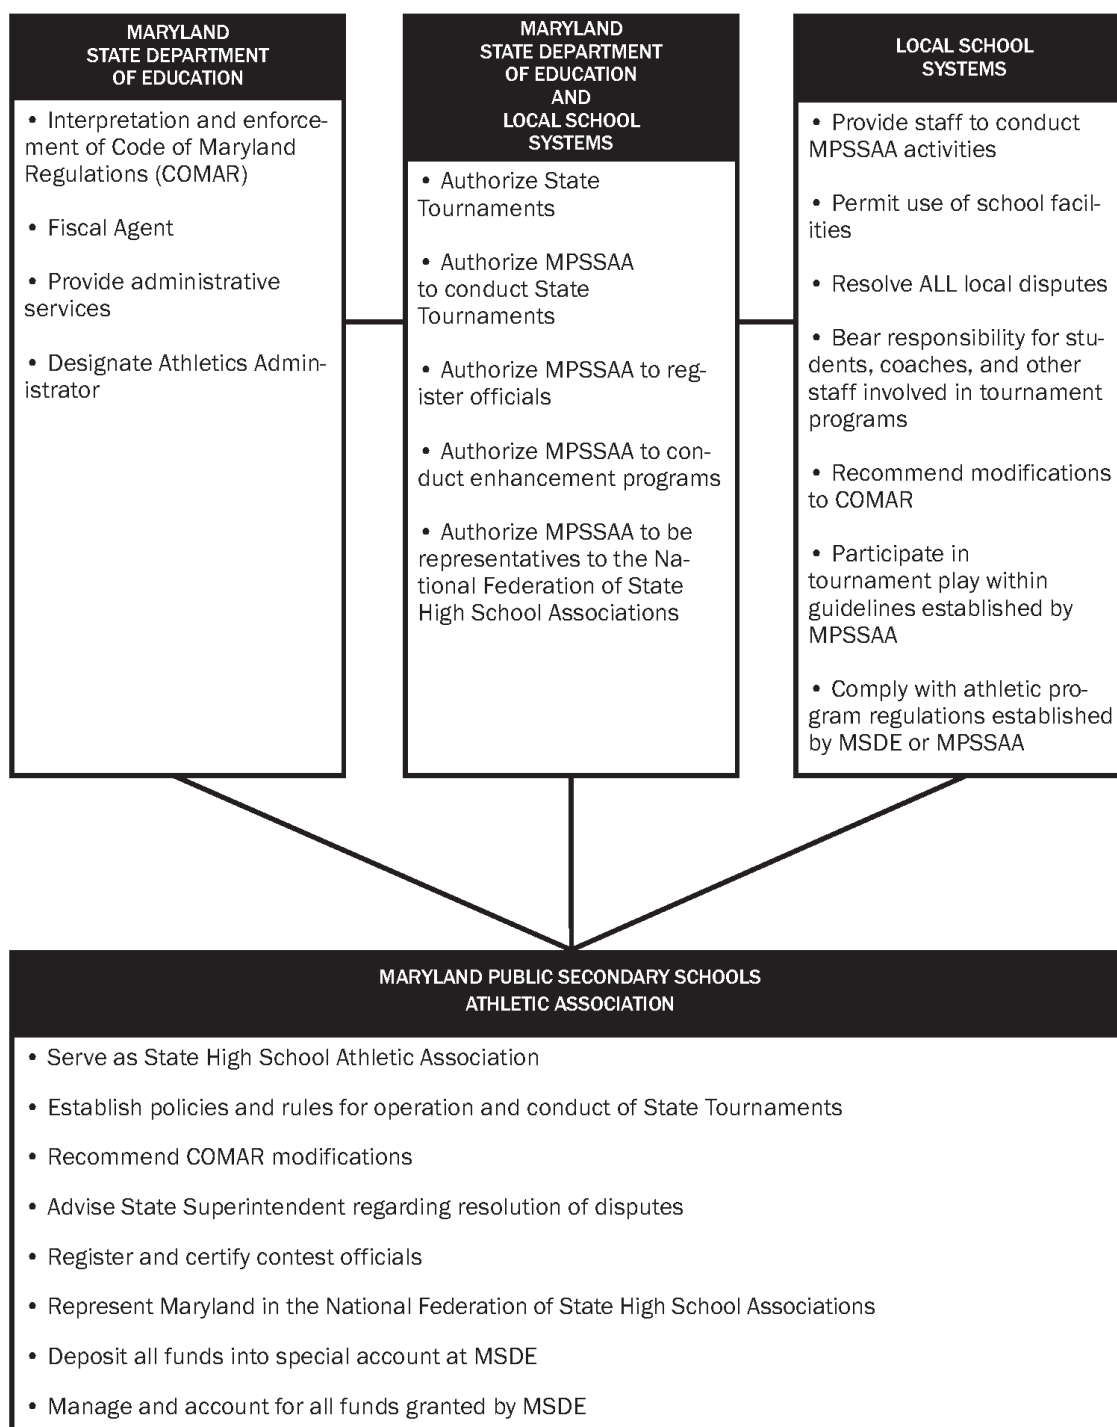 MARYLAND
STATE DEPARTMENT
OF EDUCATION
• Interpretation and enforce-
ment of Code of Maryland
Regulations (COMAR)
• Fiscal Agent
• Provide administrative
services
• Designate Athletics Admin-
istrator
MARYLAND
STATE DEPARTMENT
OF EDUCATION
AND
LOCAL SCHOOL
SYSTEMS
• Authorize State
Tournaments
• Authorize MPSSAA
to conduct State
Tournaments
• Authorize MPSSAA to reg-
ister officials
• Authorize MPSSAA to con-
duct enhancement programs
• Authorize MPSSAA to be
representatives to the Na-
tional Federation of State
High School Associations
LOCAL SCHOOL
SYSTEMS
• Provide staff to conduct
MPSSAA activities
• Permit use of school facil-
ities
• Resolve ALL local disputes
• Bear responsibility for stu-
dents, coaches, and other
staff involved in tournament
programs
• Recommend modifications
to COMAR
• Participate in
tournament play within
guidelines established by
MPSSAA
• Comply with athletic pro-
gram regulations established
by MSDE or MPSSAA
MARYLAND PUBLIC SECONDARY SCHOOLS
ATHLETIC ASSOCIATION
• Serve as State High School Athletic Association
• Establish policies and rules for operation and conduct of State Tournaments
• Recommend COMAR modifications
• Advise State Superintendent regarding resolution of disputes
• Register and certify contest officials
• Represent Maryland in the National Federation of State High School Associations
• Deposit all funds into special account at MSDE
• Manage and account for all funds granted by MSDE